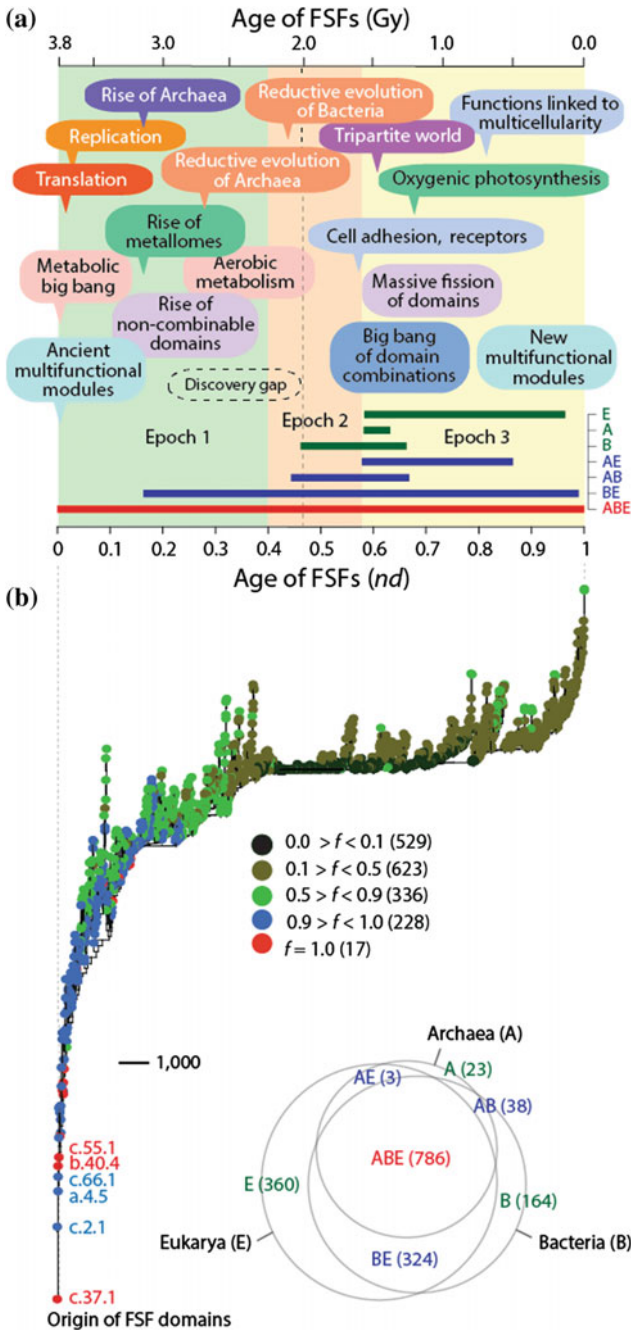 (a)
Age of FSFs (Gy)
3.8
3.0
2.0
1.0
0.0
Rise of Archaea
Reductive evolution
of Bacteria
Functions linked to
multicellularity
Replication
Tripartite world
Translation
Reductive evolution
of Archaea
Oxygenic photosynthesis
Rise of
metallomes
Cell adhesion, receptors
Metabolic
big bang
Aerobic
metabolism
Massive fission
of domains
Rise of
non-combinable
domains
Ancient
multifunctional
modules
Big bang
of domain
combinations
New
multifunctional
modules
Discovery gap
Epoch 1
Epoch 2
Epoch 3
E
A
B
AE
AB
BE
ABE
0 0.1 0.2 0.3 0.4 0.5 0.6 0.7 0.8 0.9 1
Age of FSFs (nd)
(b)
0.0 > f < 0.1 (529)
0.1 > f < 0.5 (623)
0.5 > f < 0.9 (336)
0.9 > f < 1.0 (228)
f = 1.0 (17)
1,000
c.55.1
b.40.4
c.66.1
a.4.5
c.2.1
c.37.1
Origin of FSF domains
Archaea (A)
A (23)
AE (3)
AB (38)
ABE (786)
E (360)
B (164)
Eukarya (E)
BE (324)
Bacteria (B)